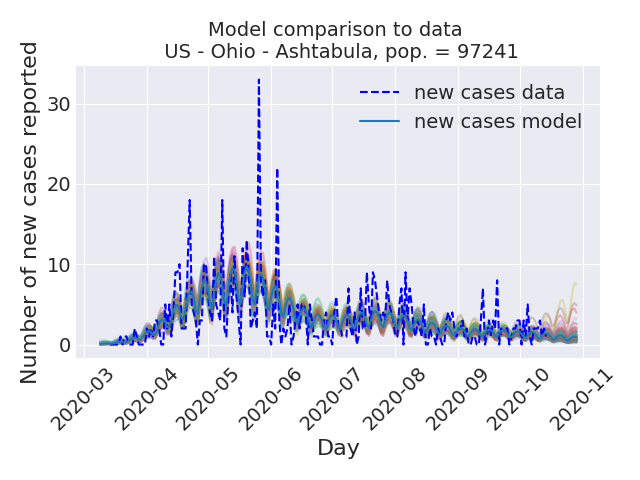 Model comparison to data
US - Ohio - Ashtabula, pop. = 97241
Number of new cases reported
30
20
10
0
new cases data
new cases model
2020-03
2020-04
2020-05
2020-06
2020-07
2020-08
2020-09
2020-10
2020-11
Day